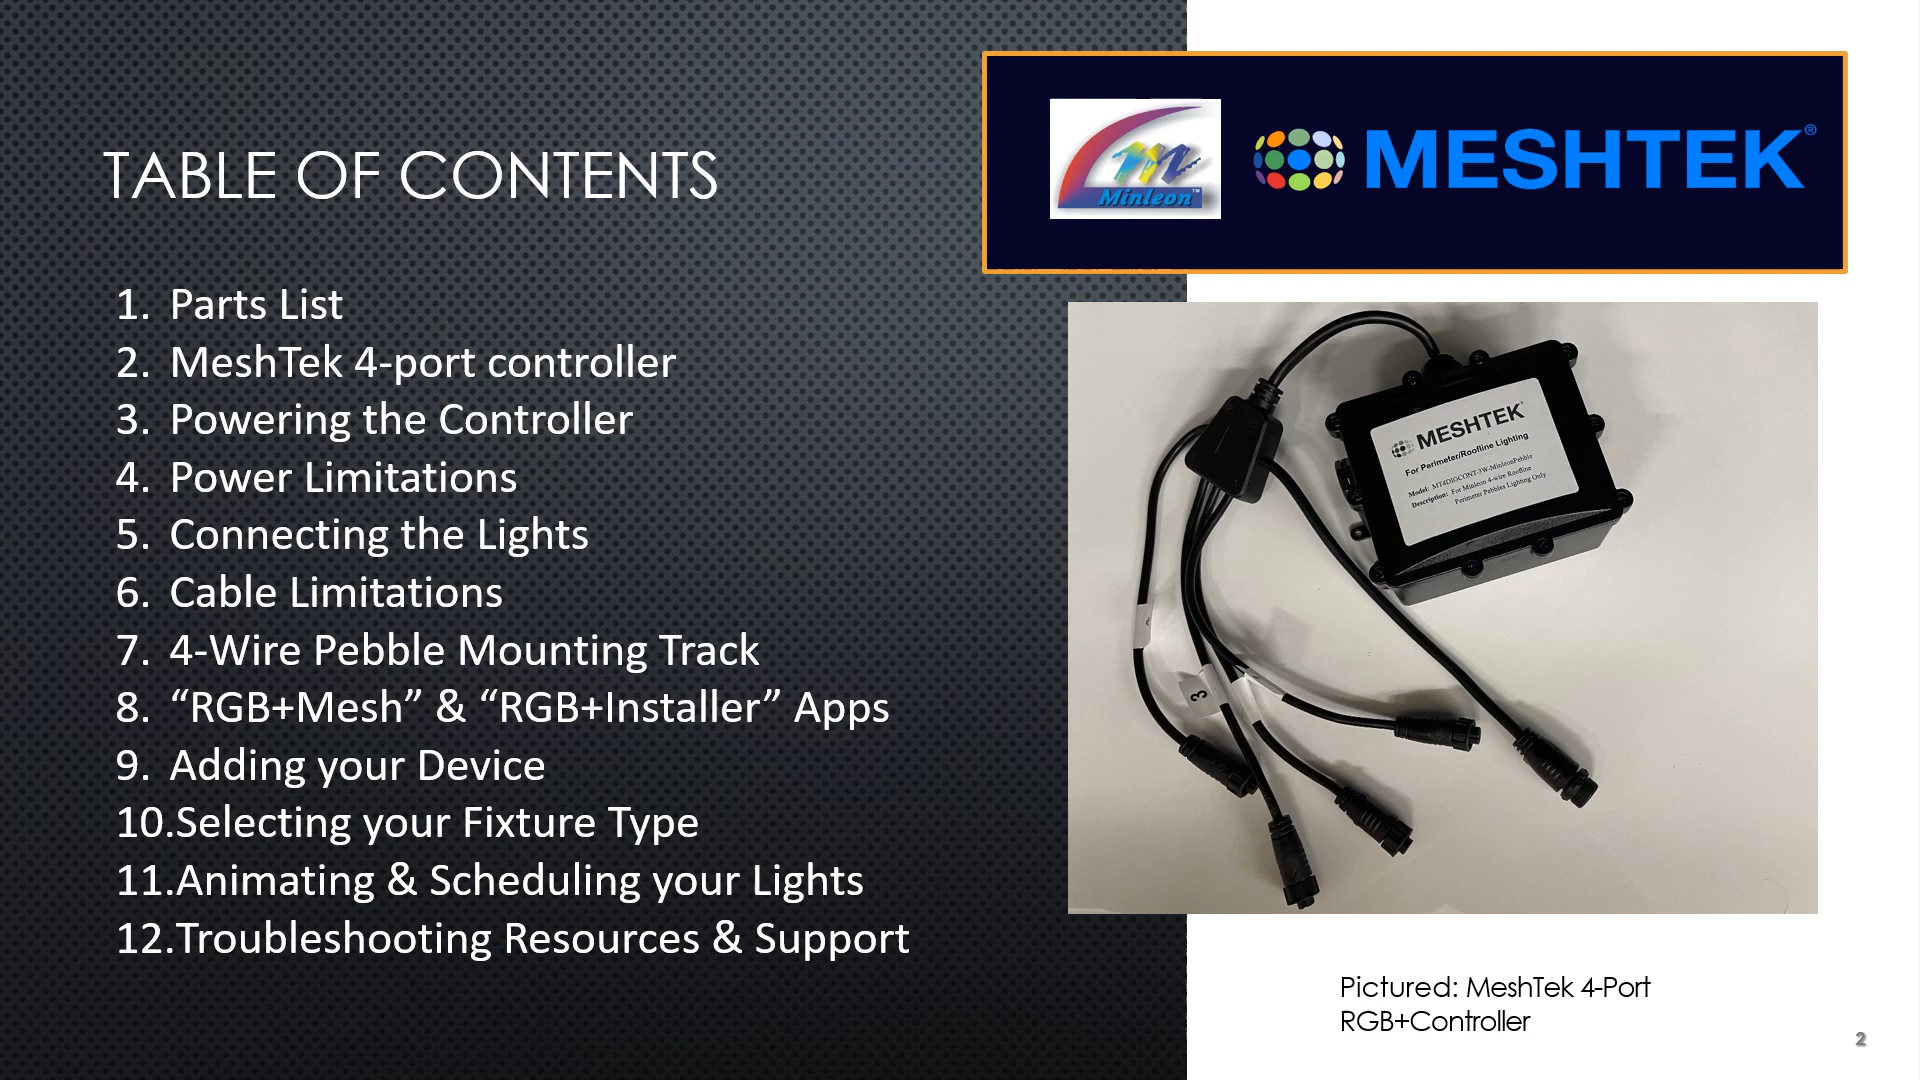 TABLE OF CONTENTS
1. Parts List
2. MeshTek 4-port controller
3. Powering the Controller
4. Power Limitations
5. Connecting the Lights
6. Cable Limitations
7. 4-Wire Pebble Mounting Track
8. “RGB+Mesh” & “RGB+Installer” Apps
9. Adding your Device
10.Selecting your Fixture Type
11.Animating & Scheduling your Lights
12.Troubleshooting Resources & Support
m
Minleon™
MESHTEK®
MESHTEK
For Perimeter/Roofline Lighting
Model: MT4DIGCONT-3W-MinleonPebble
Description: For Minleon 4-wire Roofline
Perimeter Pebbles Lighting Only
3
Pictured: MeshTek 4-Port
RGB+Controller
2